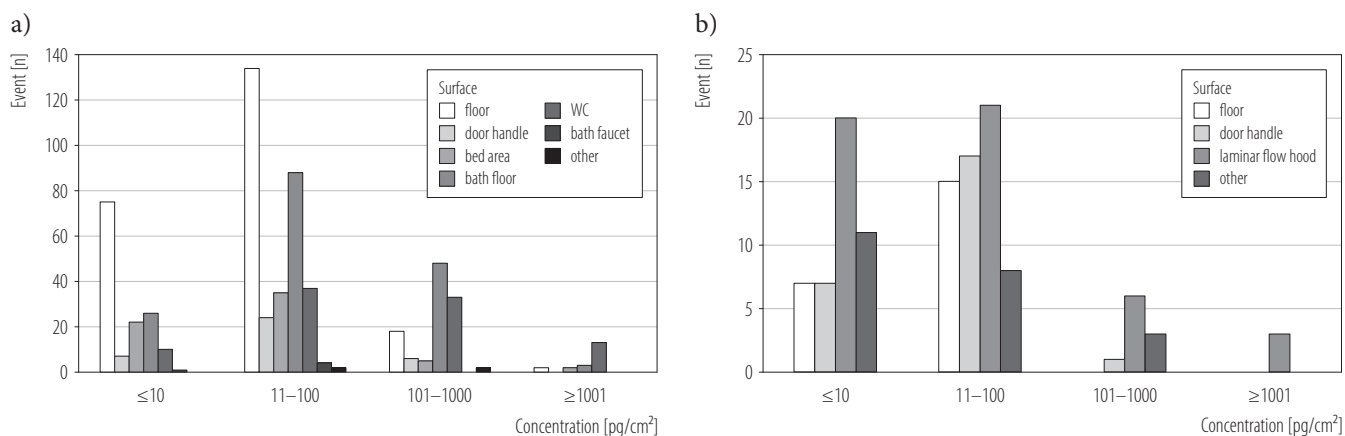 a)
Event [n]
140
120
100
80
60
40
20
0
Surface
floor
door handle
bed area
bath floor
WC
bath faucet
other
≤10
11–100
101–1000
≥1001
Concentration [pg/cm²]
b)
Event [n]
25
20
15
10
5
0
Surface
floor
door handle
laminar flow hood
other
≤10
11–100
101–1000
≥1001
Concentration [pg/cm²]